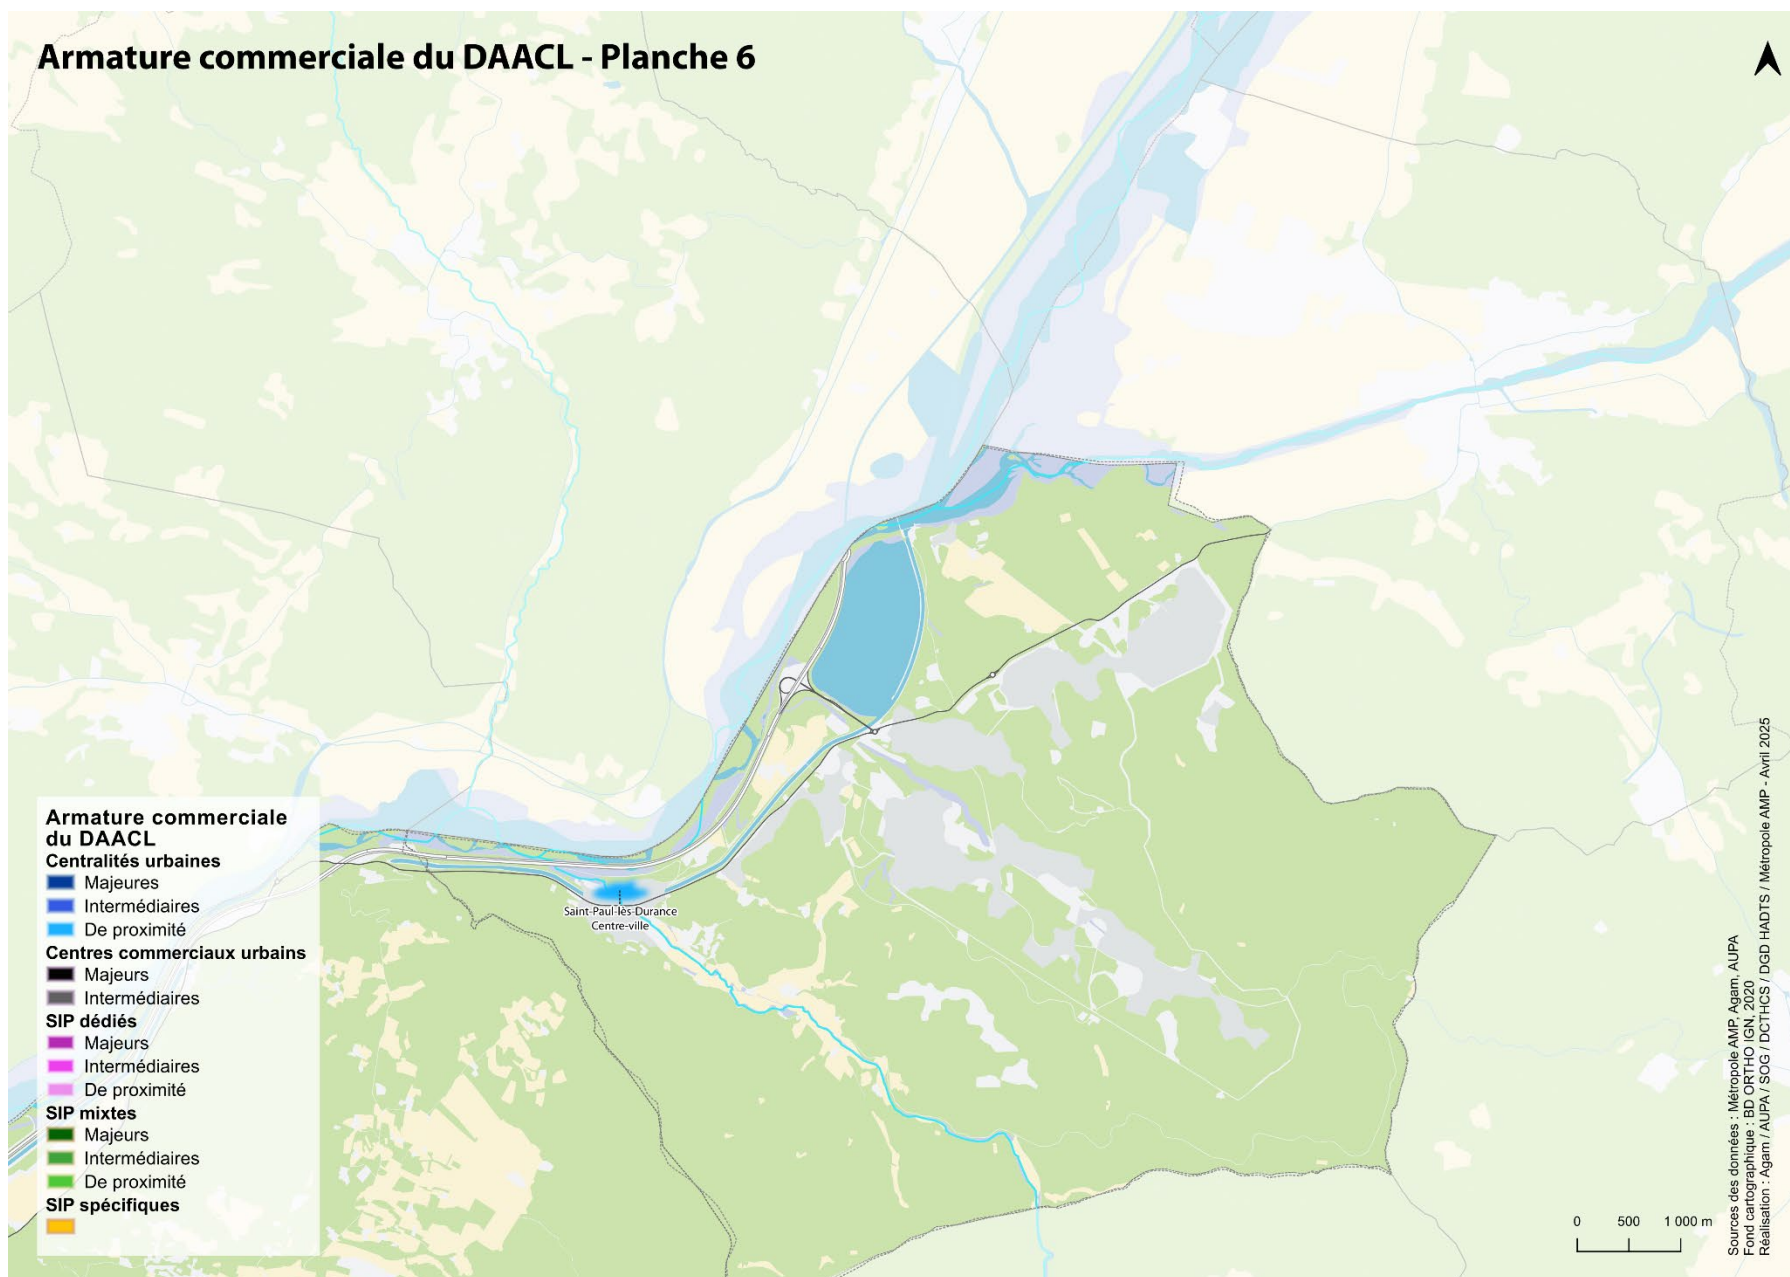 Armature commerciale du DAACL - Planche 6
Saint-Paul-lès-Durance
Centre-ville
Armature commerciale
du DAACL
Centralités urbaines
Majeures
Intermédiaires
De proximité
Centres commerciaux urbains
Majeurs
Intermédiaires
SIP dédiés
Majeurs
Intermédiaires
De proximité
SIP mixtes
Majeurs
Intermédiaires
De proximité
SIP spécifiques
0 500 1 000 m
Sources des données : Métropole AMP, Agam, AUPA
Fond cartographique : BD ORTHO IGN, 2020
Réalisation : Agam / AUPA / SOG / DCTHCS / DGD HADTS / Métropole AMP - Avril 2025